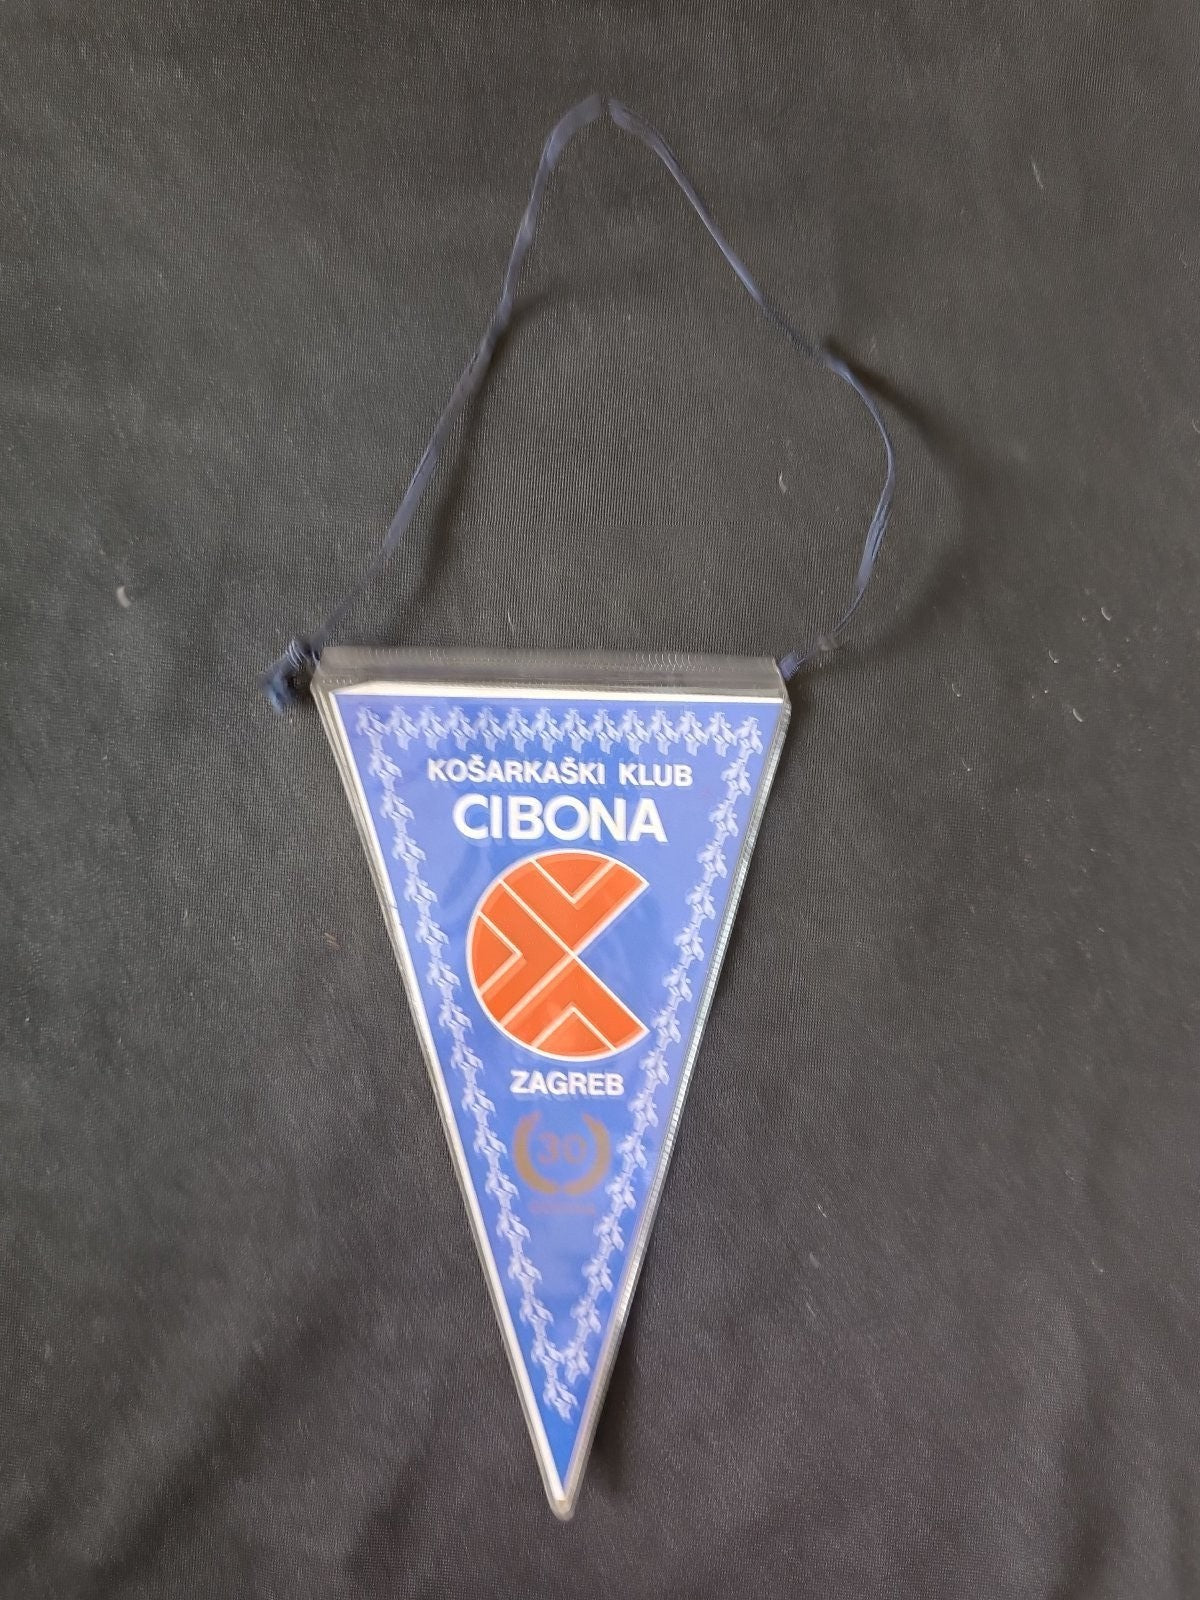 KOŠARKAŠKI KLUB
CIBONA
ZAGREB
30